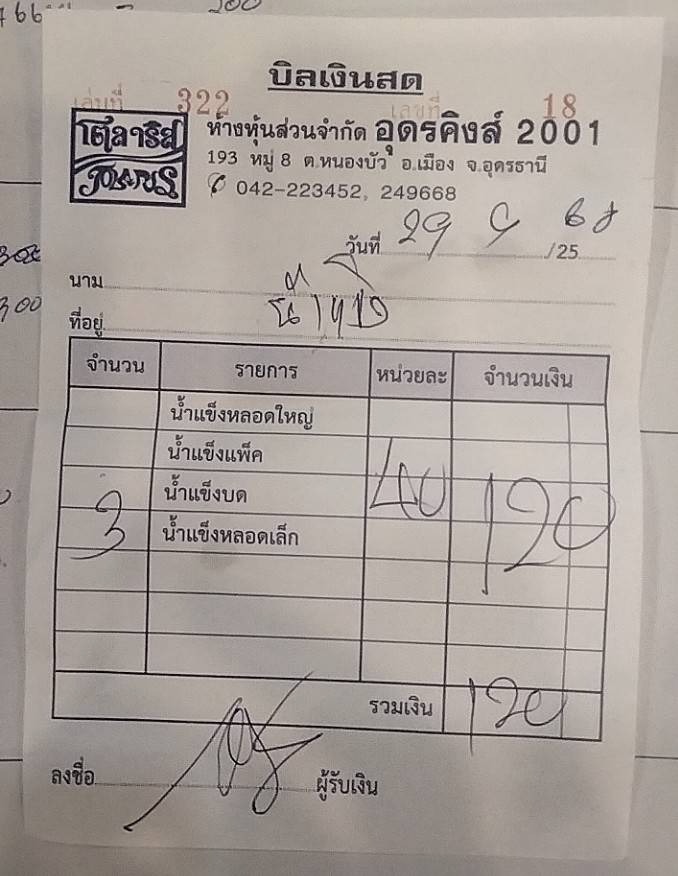 บิลเงินสด
เล่มที่ 322 เลขที่ 18
โตลาริส ห้างหุ้นส่วนจำกัด อุดรคิงส์ 2001
193 หมู่ 8 ต.หนองบัว อ.เมือง จ.อุดรธานี
042-223452, 249668
วันที่ 29 9 /25 68
นาม
ที่อยู่
จำนวน รายการ หน่วยละ จำนวนเงิน
น้ำแข็งหลอดใหญ่
น้ำแข็งแพ็ค
น้ำแข็งบด
3 น้ำแข็งหลอดเล็ก 40 120
รวมเงิน 120
ลงชื่อ ผู้รับเงิน
300